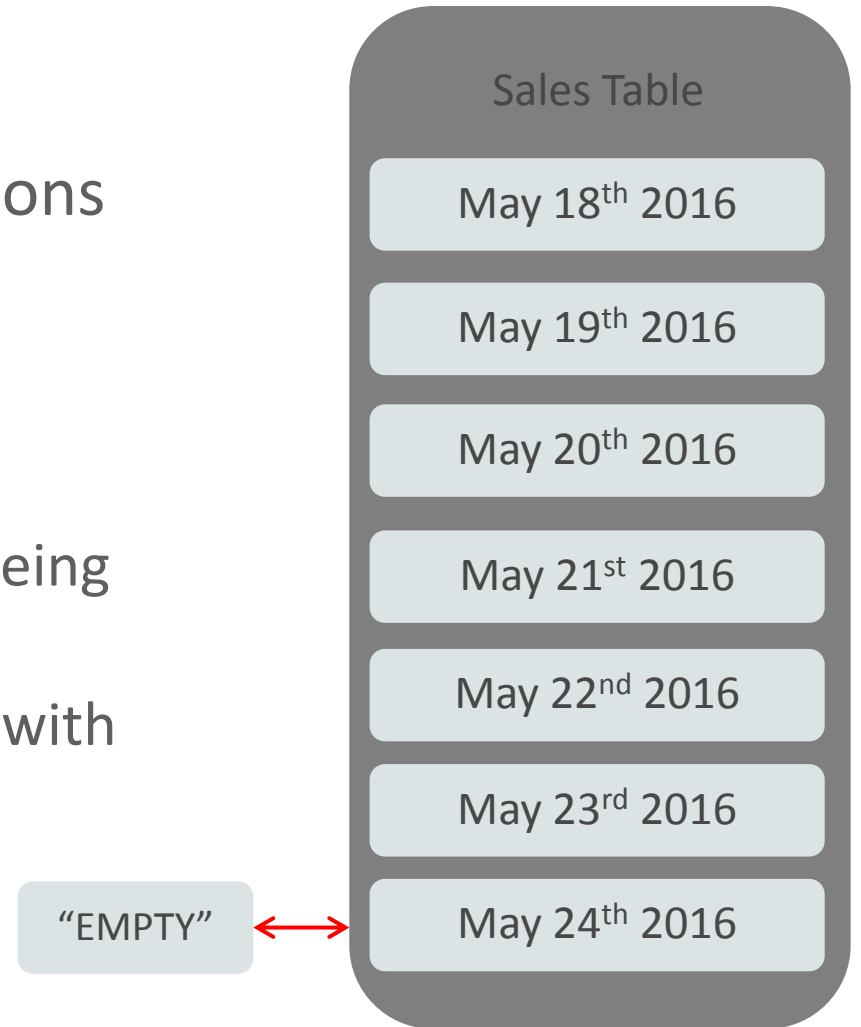 ons
eing
with
"EMPTY"
Sales Table
May 18th 2016
May 19th 2016
May 20th 2016
May 21st 2016
May 22nd 2016
May 23rd 2016
May 24th 2016